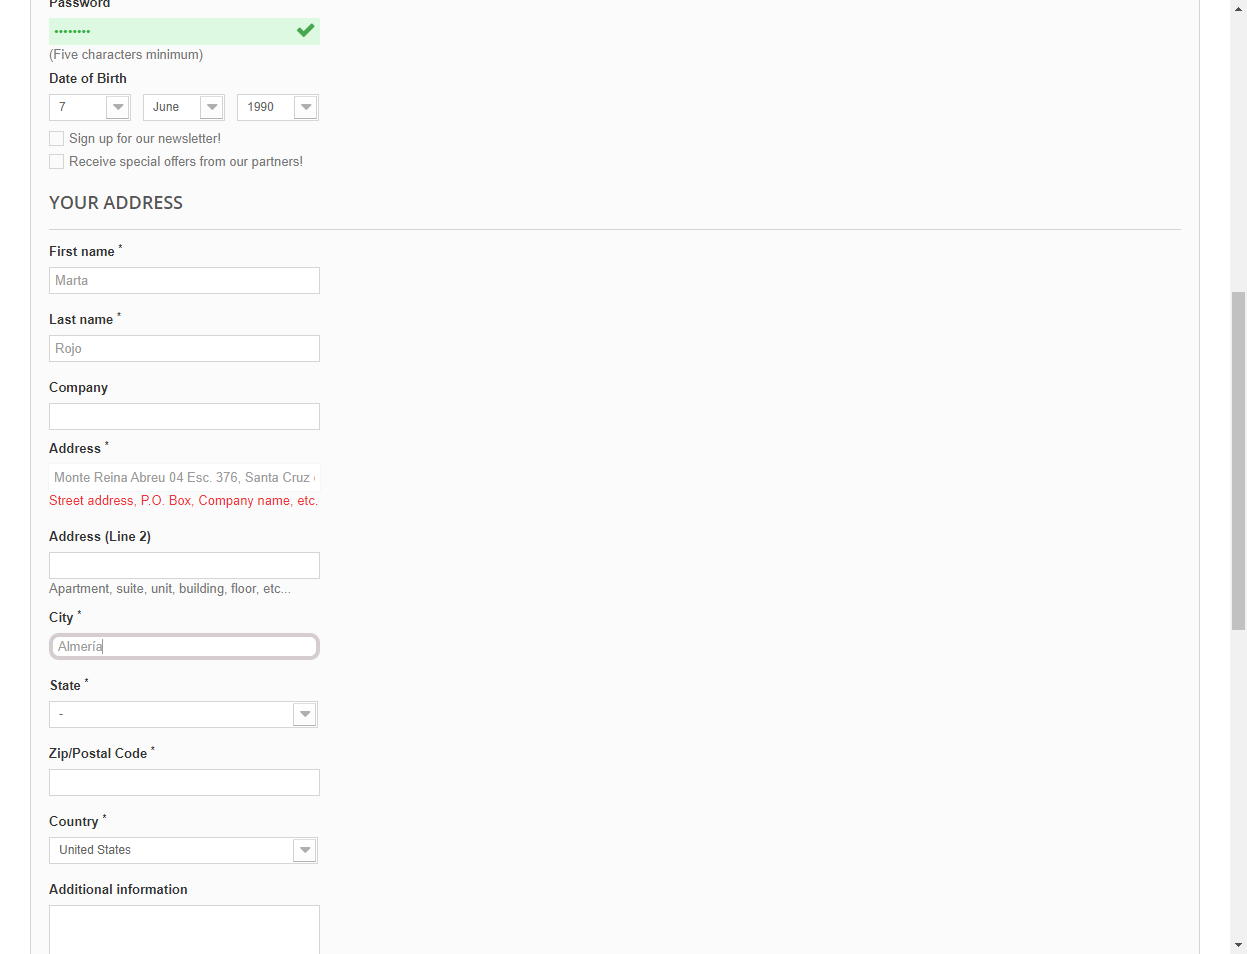 Password
••••••••
(Five characters minimum)
Date of Birth
7 June 1990
Sign up for our newsletter!
Receive special offers from our partners!
YOUR ADDRESS
First name *
Marta
Last name *
Rojo
Company
Address *
Monte Reina Abreu 04 Esc. 376, Santa Cruz
Street address, P.O. Box, Company name, etc.
Address (Line 2)
Apartment, suite, unit, building, floor, etc...
City *
Almería
State *
-
Zip/Postal Code *
Country *
United States
Additional information